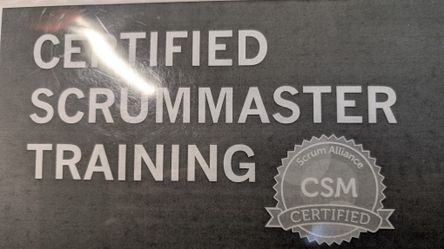 CERTIFIED
SCRUMMASTER
TRAINING
Scrum Alliance
CSM
CERTIFIED